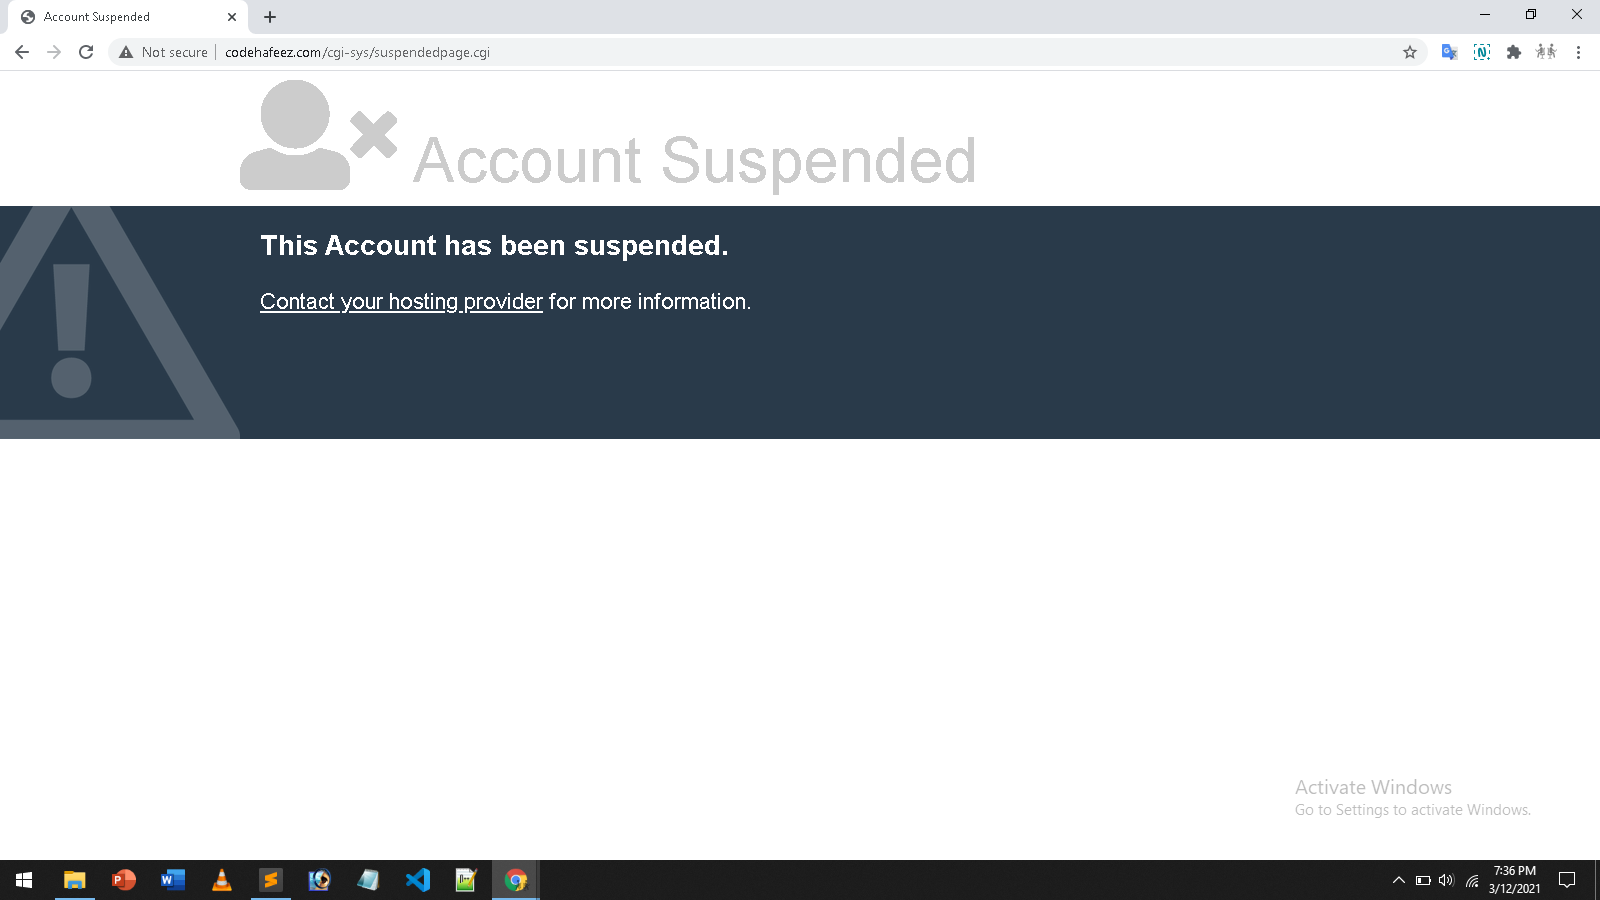 Account Suspended
Not secure
codehafeez.com/cgi-sys/suspendedpage.cgi
Account Suspended
This Account has been suspended.
Contact your hosting provider for more information.
Activate Windows
Go to Settings to activate Windows.
7:36 PM
3/12/2021